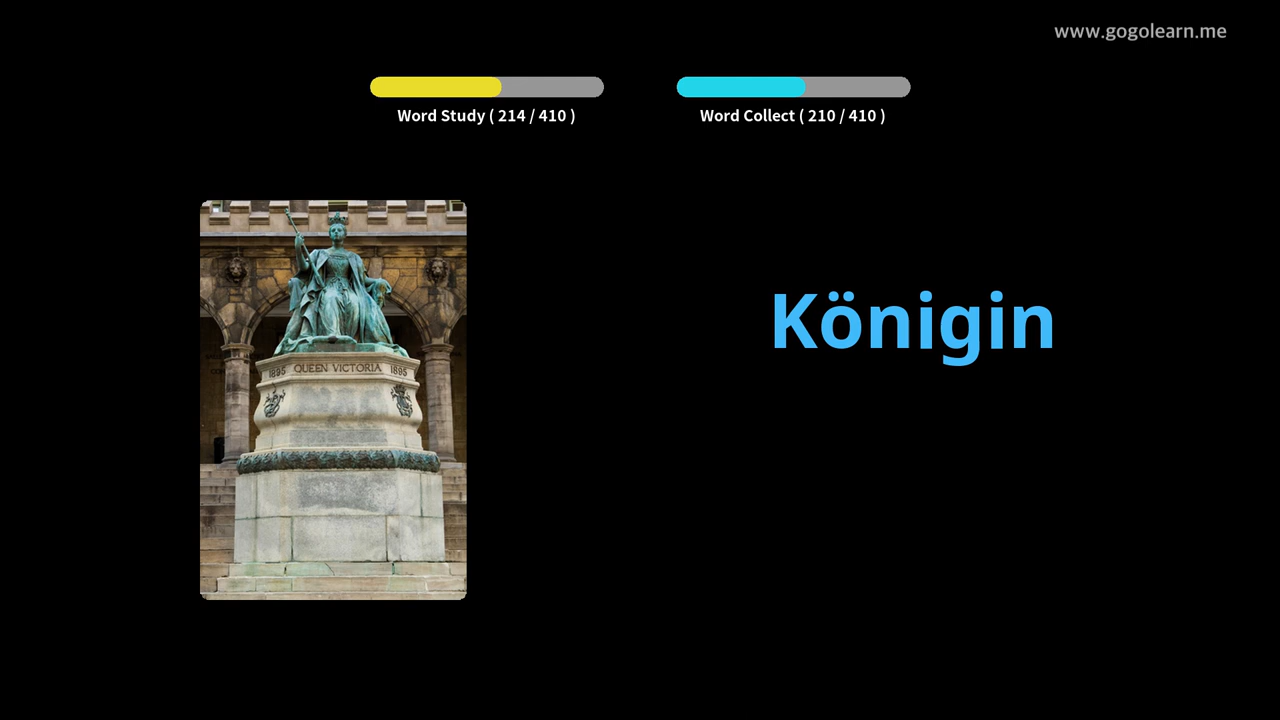 www.gogolearn.me
Word Study ( 214 / 410 )
Word Collect ( 210 / 410 )
Königin
1895 QUEEN VICTORIA 1895